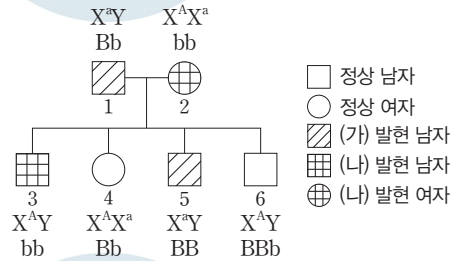 XᵃY XᴬXᵃ
Bb bb
1 2
정상 남자
정상 여자
(가) 발현 남자
(나) 발현 남자
(나) 발현 여자
3 4 5 6
XᴬY XᴬXᵃ XᵃY XᴬY
bb Bb BB BBb